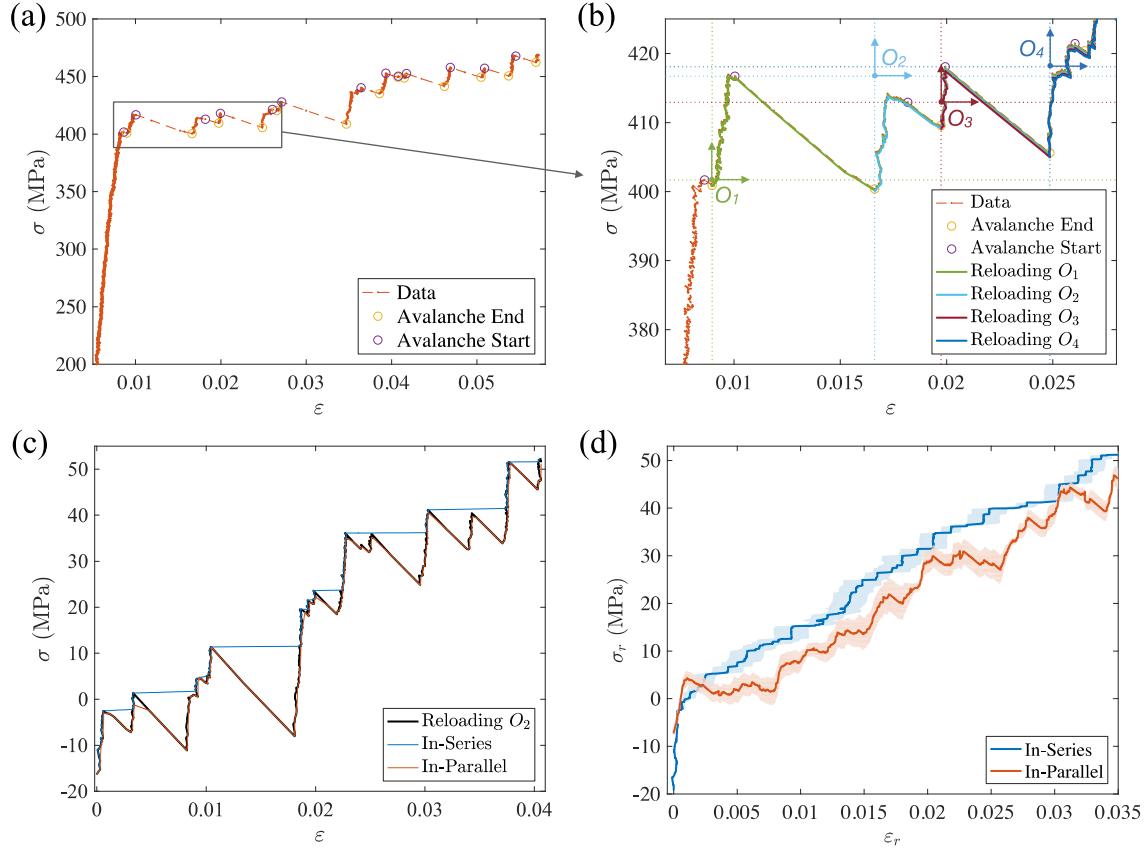 (a)
500
450
400
350
300
250
200
σ (MPa)
0.01
0.02
0.03
0.04
0.05
ε
Data
Avalanche End
Avalanche Start
(b)
420
410
400
390
380
σ (MPa)
O1
O2
O3
O4
0.01
0.015
0.02
0.025
ε
Data
Avalanche End
Avalanche Start
Reloading O1
Reloading O2
Reloading O3
Reloading O4
(c)
50
40
30
20
10
0
-10
-20
σ (MPa)
0
0.01
0.02
0.03
0.04
ε
Reloading O2
In-Series
In-Parallel
(d)
50
40
30
20
10
0
-10
-20
σr (MPa)
0
0.005
0.01
0.015
0.02
0.025
0.03
0.035
εr
In-Series
In-Parallel